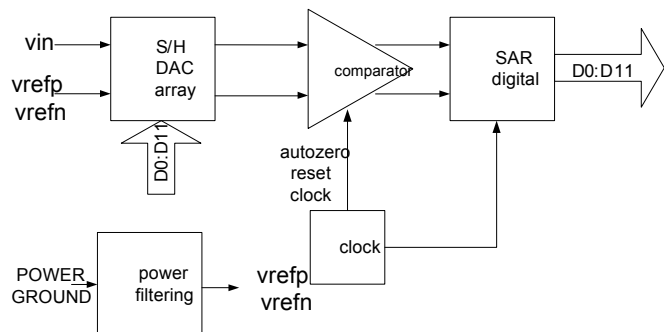 vin
vrefp
vrefn
S/H
DAC
array
D0:D11
comparator
SAR
digital
D0:D11
autozero
reset
clock
clock
POWER
GROUND
power
filtering
vrefp
vrefn